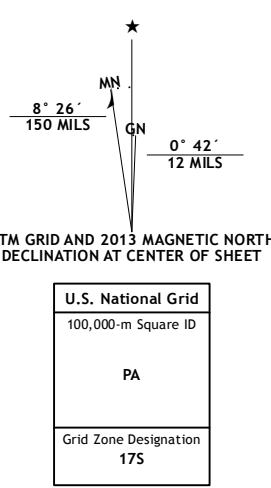 ★
MN
8° 26´
150 MILS
GN
0° 42´
12 MILS
TM GRID AND 2013 MAGNETIC NORTH
DECLINATION AT CENTER OF SHEET
U.S. National Grid
100,000-m Square ID
PA
Grid Zone Designation
17S